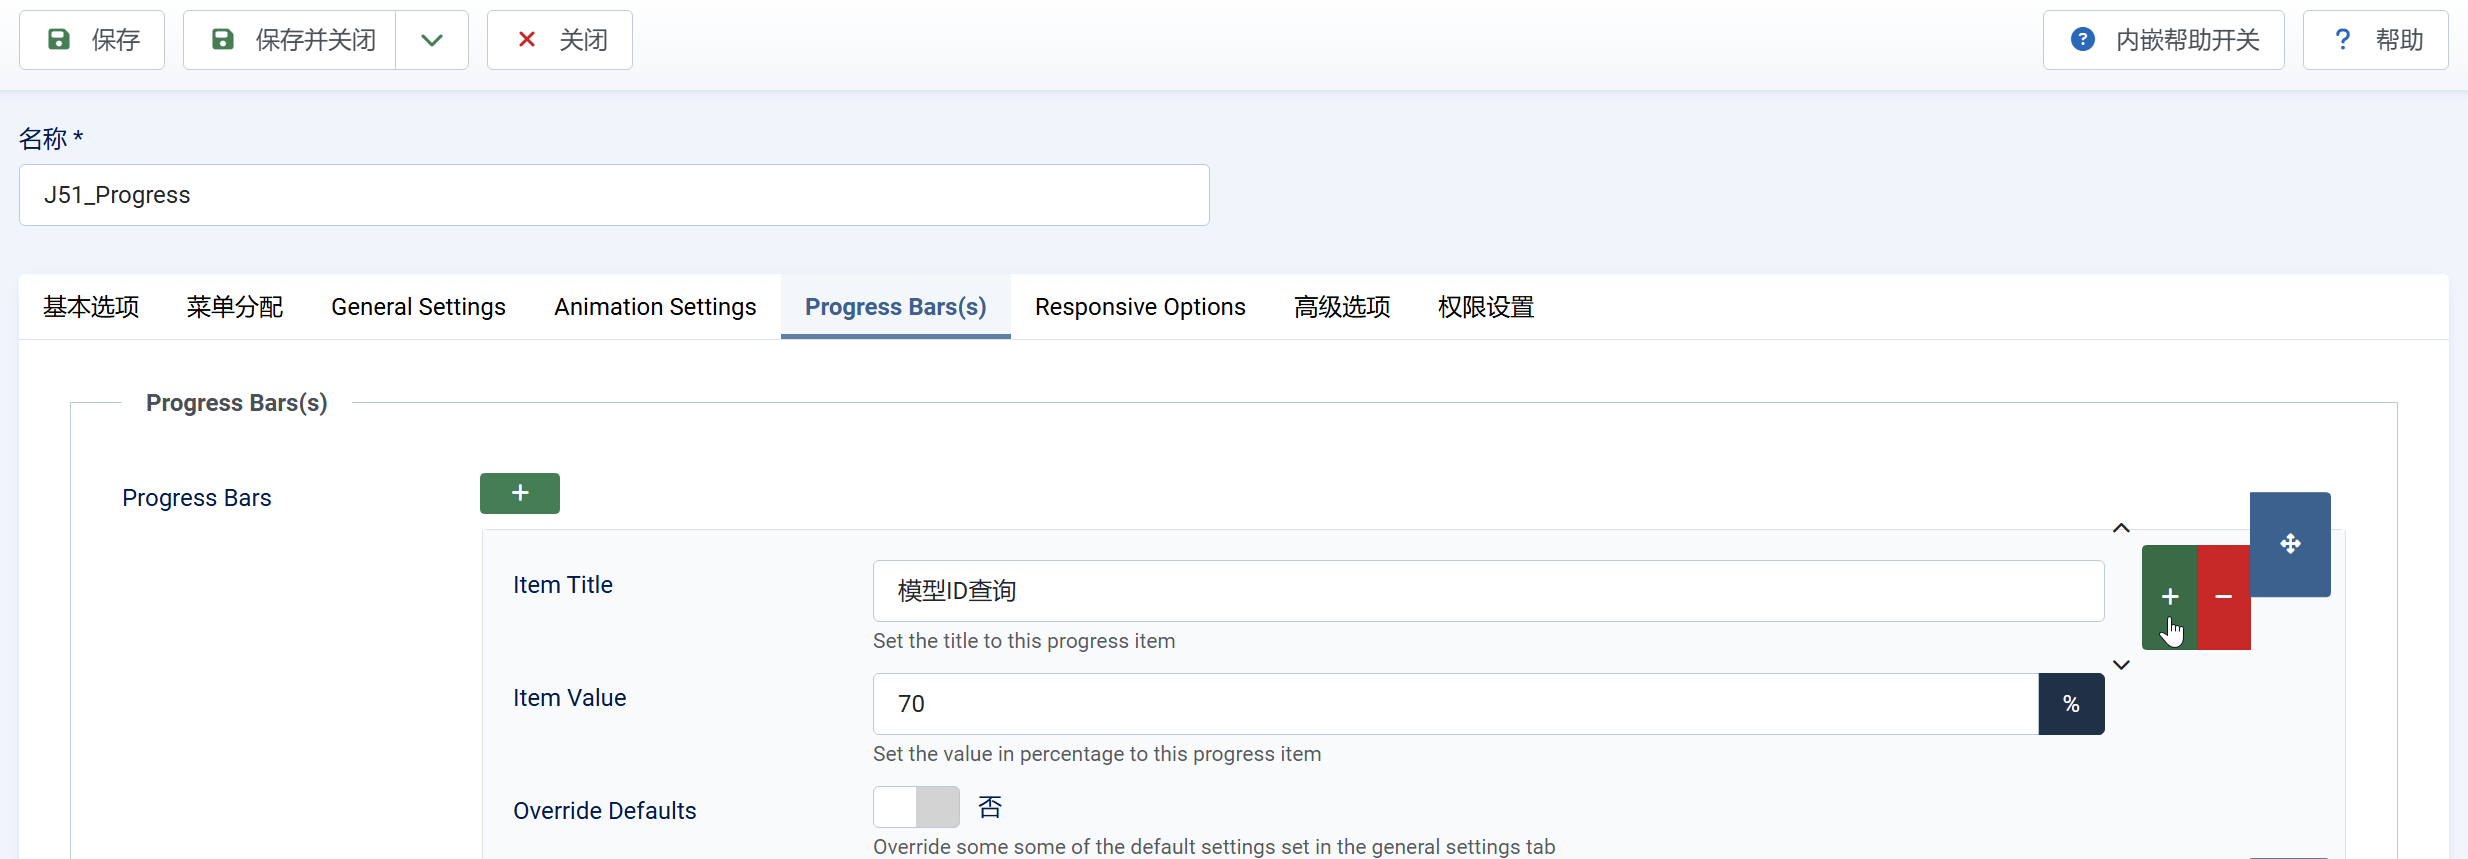 保存
保存并关闭
关闭
内嵌帮助开关
? 帮助
名称 *
J51_Progress
基本选项
菜单分配
General Settings
Animation Settings
Progress Bars(s)
Responsive Options
高级选项
权限设置
Progress Bars(s)
Progress Bars
Item Title
模型ID查询
Set the title to this progress item
Item Value
70
%
Set the value in percentage to this progress item
Override Defaults
否
Override some some of the default settings set in the general settings tab